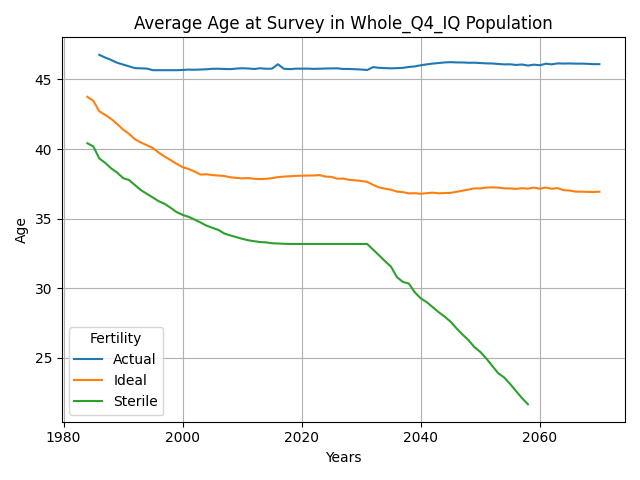 Average Age at Survey in Whole_Q4_IQ Population
Age
45
40
35
30
25
Fertility
Actual
Ideal
Sterile
1980
2000
2020
2040
2060
Years